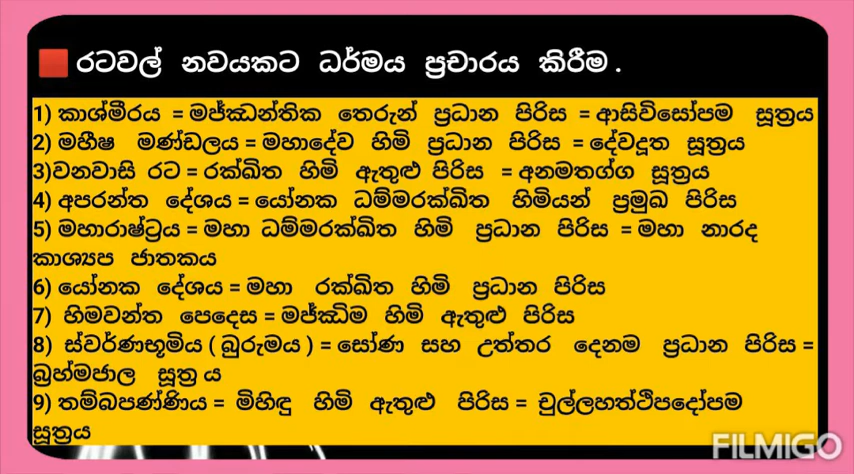 රටවල් නවයකට ධර්මය ප්‍රචාරය කිරීම.
1) කාශ්මීරය = මජ්ඣන්තික තෙරුන් ප්‍රධාන පිරිස = ආසිවිසෝපම සූත්‍රය
2) මහීෂ මණ්ඩලය = මහාදේව හිමි ප්‍රධාන පිරිස = දේවදූත සූත්‍රය
3)වනවාසි රට = රක්ඛිත හිමි ඇතුළු පිරිස = අනමතග්ග සූත්‍රය
4) අපරන්ත දේශය = යෝනක ධම්මරක්ඛිත හිමියන් ප්‍රමුඛ පිරිස
5) මහාරාෂ්ට්‍රය = මහා ධම්මරක්ඛිත හිමි ප්‍රධාන පිරිස = මහා නාරද
කාශ්‍යප ජාතකය
6) යෝනක දේශය = මහා රක්ඛිත හිමි ප්‍රධාන පිරිස
7) හිමවන්ත පෙදෙස = මජ්ඣිම හිමි ඇතුළු පිරිස
8) ස්වර්ණභූමිය ( බුරුමය ) = සෝණ සහ උත්තර දෙනම ප්‍රධාන පිරිස =
බ්‍රහ්මජාල සූත්‍ර ය
9) තම්බපණ්ණිය = මිහිඳු හිමි ඇතුළු පිරිස = චුල්ලහත්ථිපදෝපම
සූත්‍රය
FILMIGO